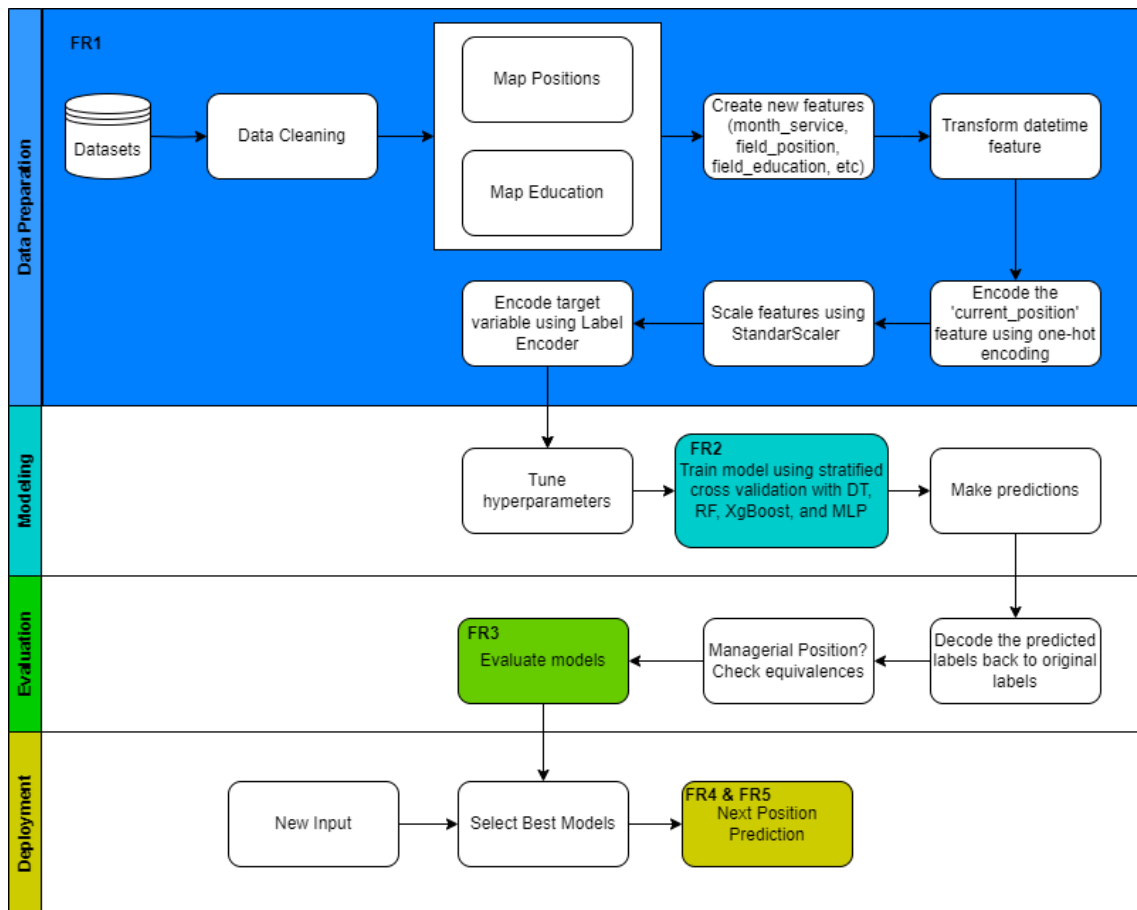 Data Preparation
FR1
Datasets
Data Cleaning
Map Positions
Map Education
Create new features
(month_service,
field_position,
field_education, etc)
Transform datetime
feature
Encode the
'current_position'
feature using one-hot
encoding
Scale features using
StandarScaler
Encode target
variable using Label
Encoder
Modeling
Tune
hyperparameters
FR2
Train model using stratified
cross validation with DT,
RF, XgBoost, and MLP
Make predictions
Evaluation
Decode the predicted
labels back to original
labels
Managerial Position?
Check equivalences
FR3
Evaluate models
Deployment
New Input
Select Best Models
FR4 & FR5
Next Position
Prediction